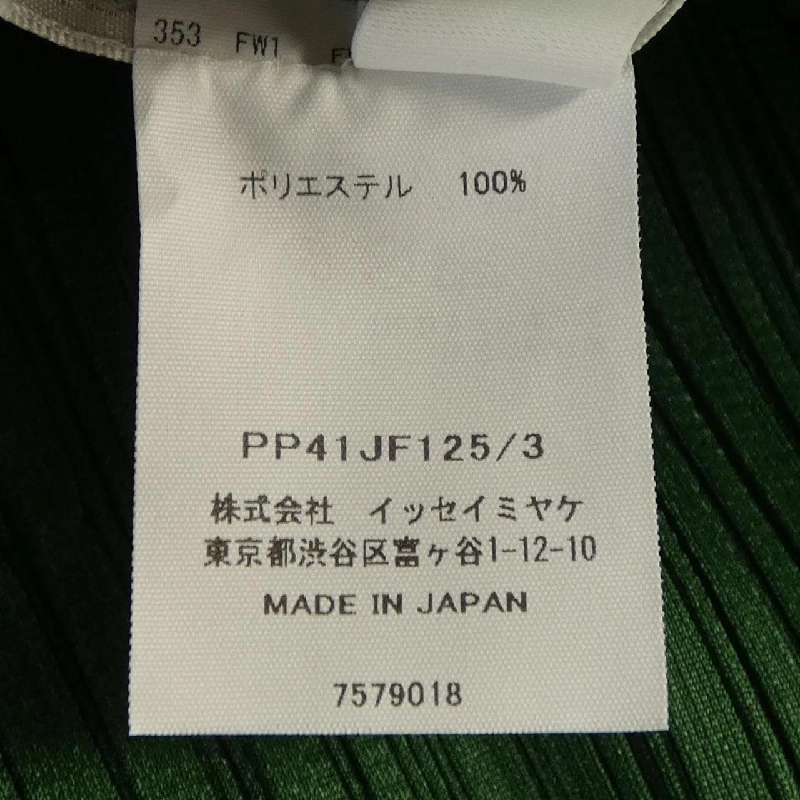 353 FW1
ポリエステル 100%
PP41JF125/3
株式会社 イッセイミヤケ
東京都渋谷区富ヶ谷1-12-10
MADE IN JAPAN
7579018